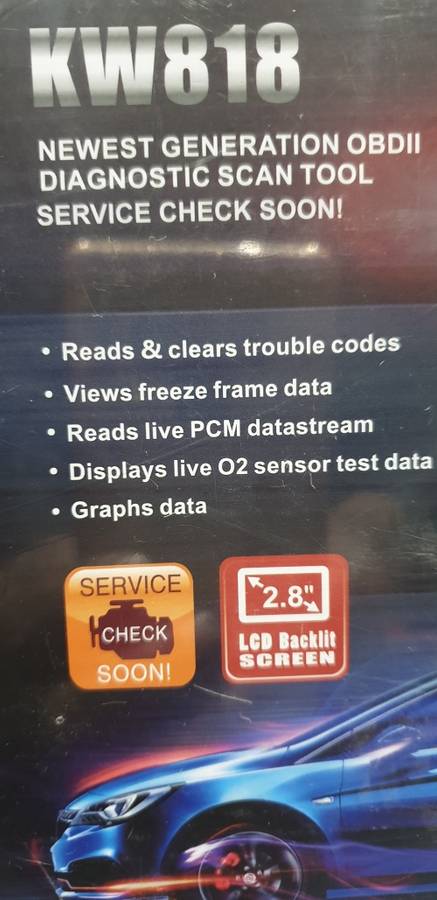 KW818
NEWEST GENERATION OBDII
DIAGNOSTIC SCAN TOOL
SERVICE CHECK SOON!
• Reads & clears trouble codes
• Views freeze frame data
• Reads live PCM datastream
• Displays live O2 sensor test data
• Graphs data
SERVICE
CHECK
SOON!
2.8"
LCD Backlit
SCREEN